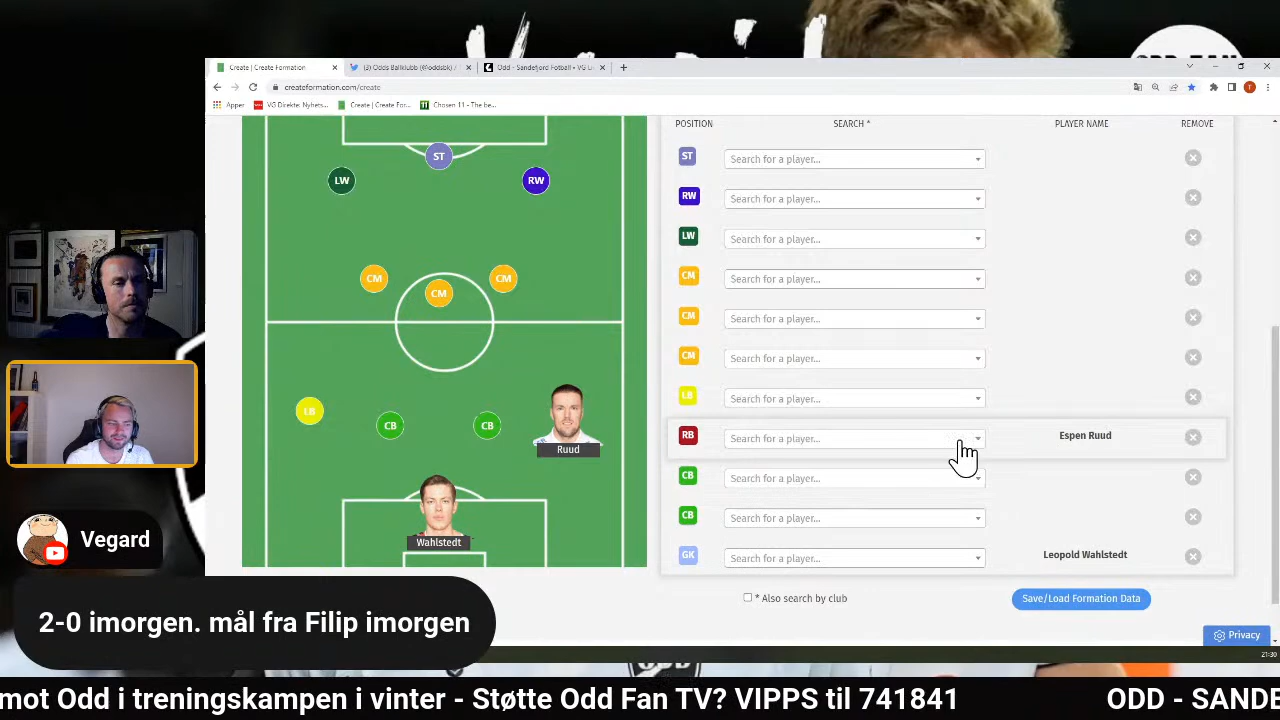 ODD FAN
Create | Create Formation
(3) Odds Ballklubb (@oddsbk) /
Odd - Sandefjord Fotball • VG Li
createformation.com/create
Apper
VG Direkte: Nyhets...
Create | Create For...
Chosen 11 - The be...
POSITION
SEARCH *
PLAYER NAME
REMOVE
ST
Search for a player...
RW
Search for a player...
LW
Search for a player...
CM
Search for a player...
CM
Search for a player...
CM
Search for a player...
LB
Search for a player...
RB
Search for a player...
Espen Ruud
CB
Search for a player...
CB
Search for a player...
GK
Search for a player...
Leopold Wahlstedt
* Also search by club
Save/Load Formation Data
Privacy
21:30
ST
LW
RW
CM
CM
CM
LB
CB
CB
Ruud
Wahlstedt
Vegard
2-0 imorgen. mål fra Filip imorgen
ODD
mot Odd i treningskampen i vinter - Støtte Odd Fan TV? VIPPS til 741841
ODD - SANDE